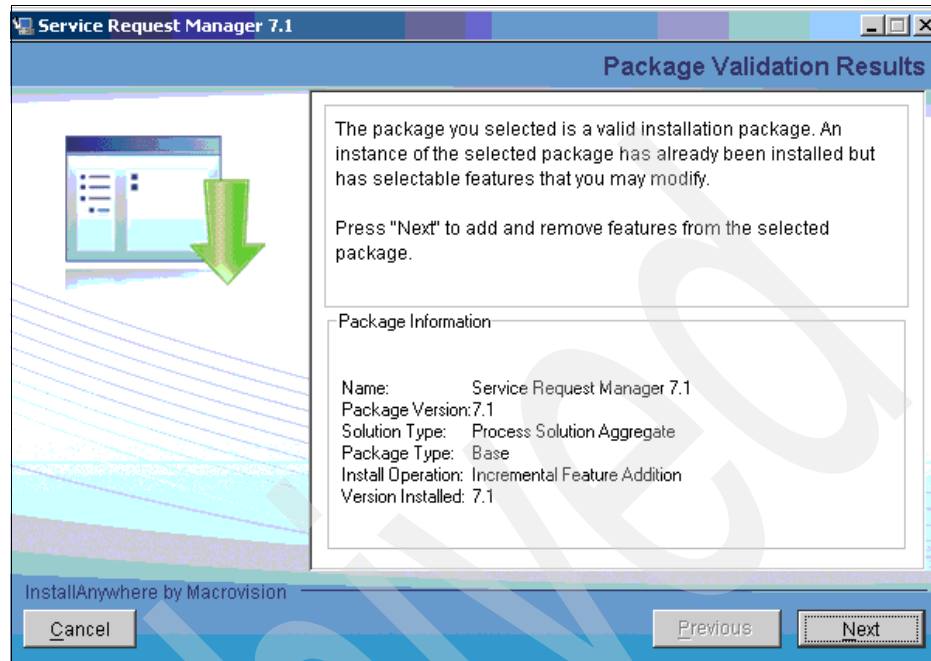 Service Request Manager 7.1
Package Validation Results
The package you selected is a valid installation package. An
instance of the selected package has already been installed but
has selectable features that you may modify.
Press "Next" to add and remove features from the selected
package.
Package Information
Name: Service Request Manager 7.1
Package Version:7.1
Solution Type: Process Solution Aggregate
Package Type: Base
Install Operation: Incremental Feature Addition
Version Installed: 7.1
InstallAnywhere by Macrovision
Cancel
Previous
Next